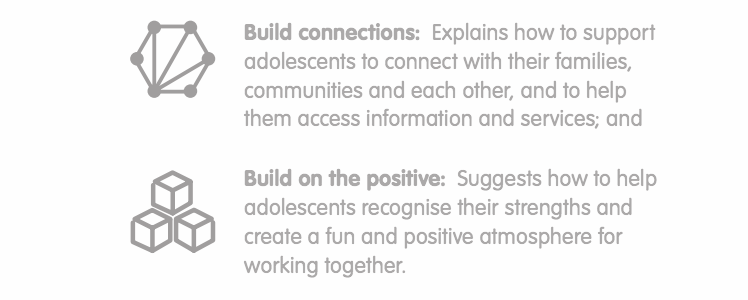 Build connections: Explains how to support
adolescents to connect with their families,
communities and each other, and to help
them access information and services; and
Build on the positive: Suggests how to help
adolescents recognise their strengths and
create a fun and positive atmosphere for
working together.